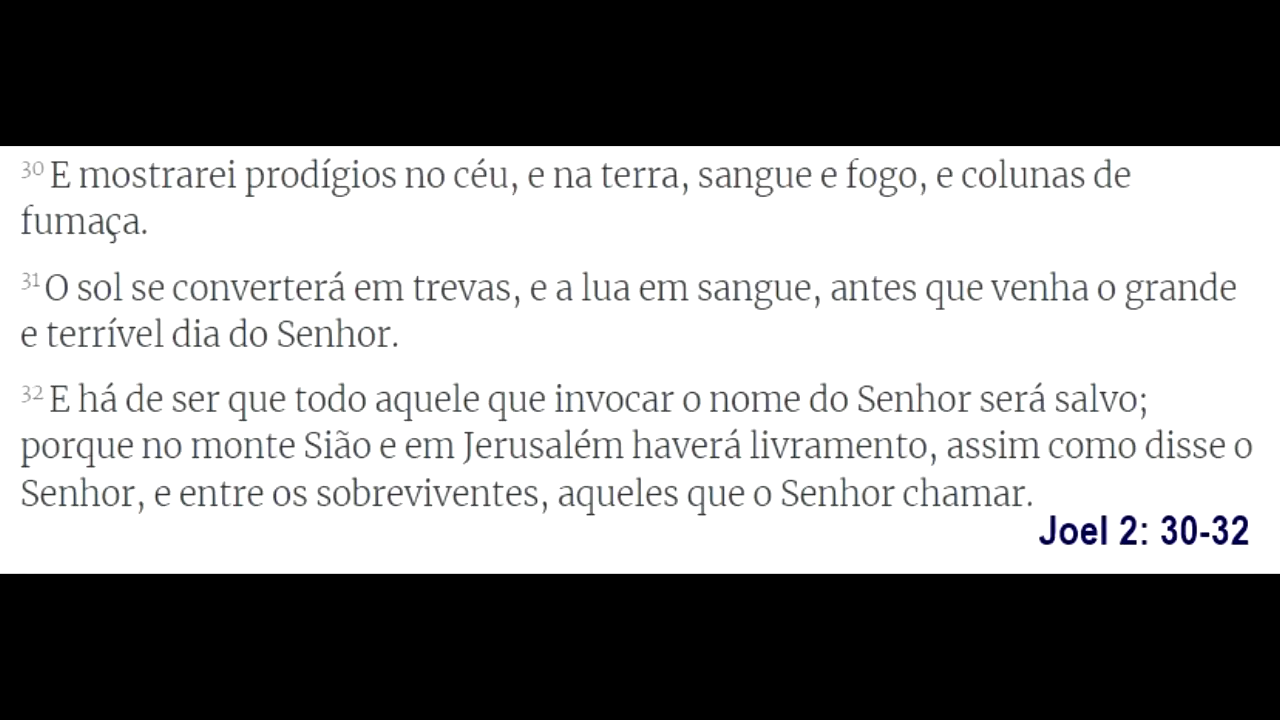 30 E mostrarei prodígios no céu, e na terra, sangue e fogo, e colunas de
fumaça.
31 O sol se converterá em trevas, e a lua em sangue, antes que venha o grande
e terrível dia do Senhor.
32 E há de ser que todo aquele que invocar o nome do Senhor será salvo;
porque no monte Sião e em Jerusalém haverá livramento, assim como disse o
Senhor, e entre os sobreviventes, aqueles que o Senhor chamar.
Joel 2: 30-32